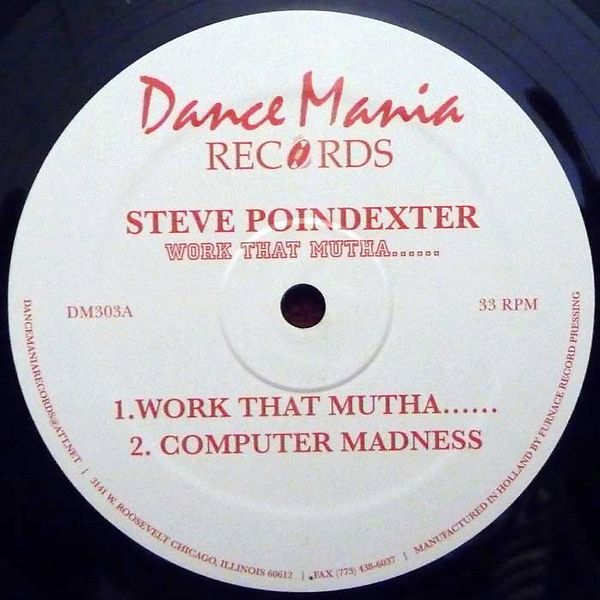 Dance Mania
RECORDS
STEVE POINDEXTER
WORK THAT MUTHA......
DM303A
33 RPM
1.WORK THAT MUTHA......
2. COMPUTER MADNESS
DANCEMANIARECORDS@ATT.NET | 3141 W. ROOSEVELT CHICAGO, ILLINOIS 60612 | .FAX (773) 438-6037 | MANUFACTURED IN HOLLAND BY FURNACE RECORD PRESSING